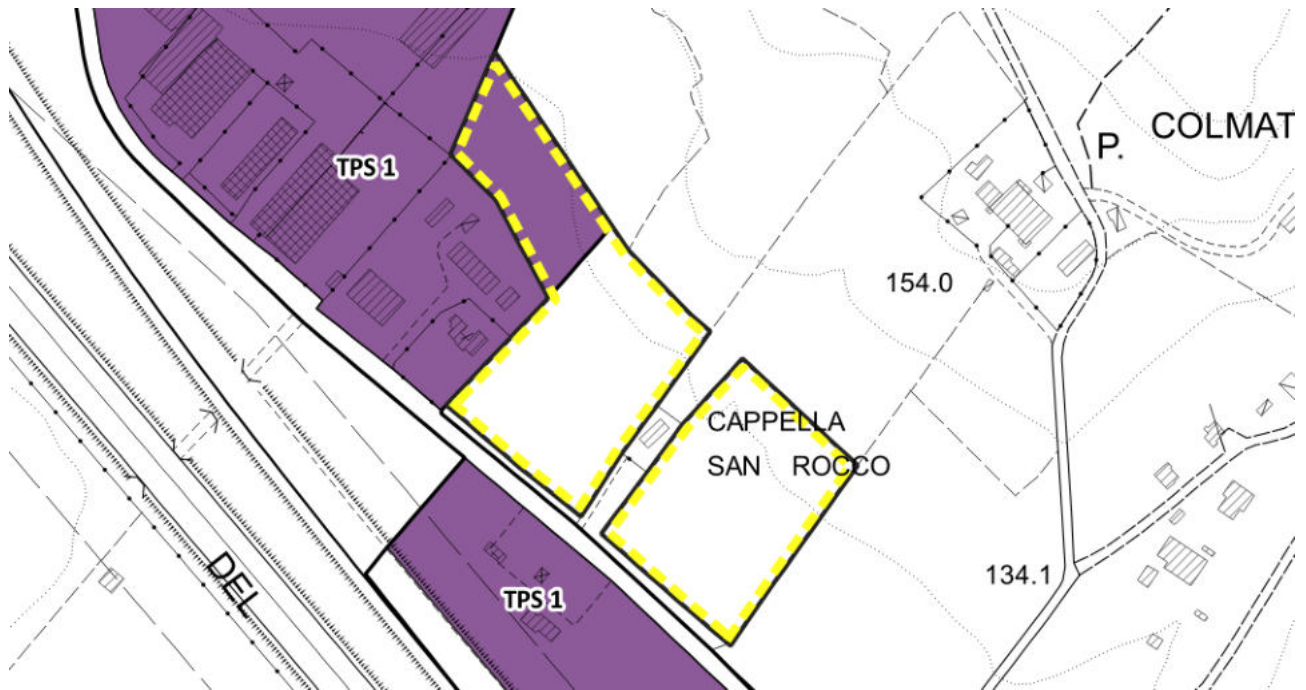 COLMAT
P.
TPS 1
154.0
CAPPELLA
SAN ROCCO
134.1
DEL
TPS 1